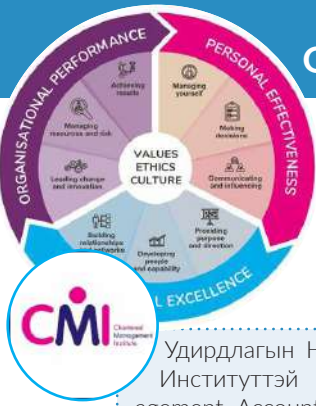 ORGANISATIONAL PERFORMANCE
PERSONAL EFFECTIVENESS
L EXCELLENCE
Achieving
results
Managing
yourself
Managing
resources and risk
Making
decisions
Leading change
and innovation
Communicating
and influencing
Building
relationships
and networks
Developing
people
and capability
Providing
purpose
and direction
VALUES
ETHICS
CULTURE
CMI
Chartered
Management
Institute
Удирдлагын Н
Институттэй
agement Account